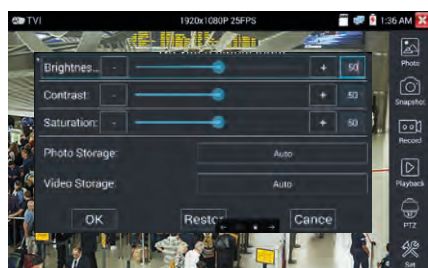 TVI 1920x1080P 25FPS 1:36 AM
Photo
Brightnes.. - + 50
Contrast: - + 50
Snapshot
Saturation: - + 50
Record
Photo Storage: Auto
Playback
Video Storage: Auto
PTZ
OK Restor Cance
Set